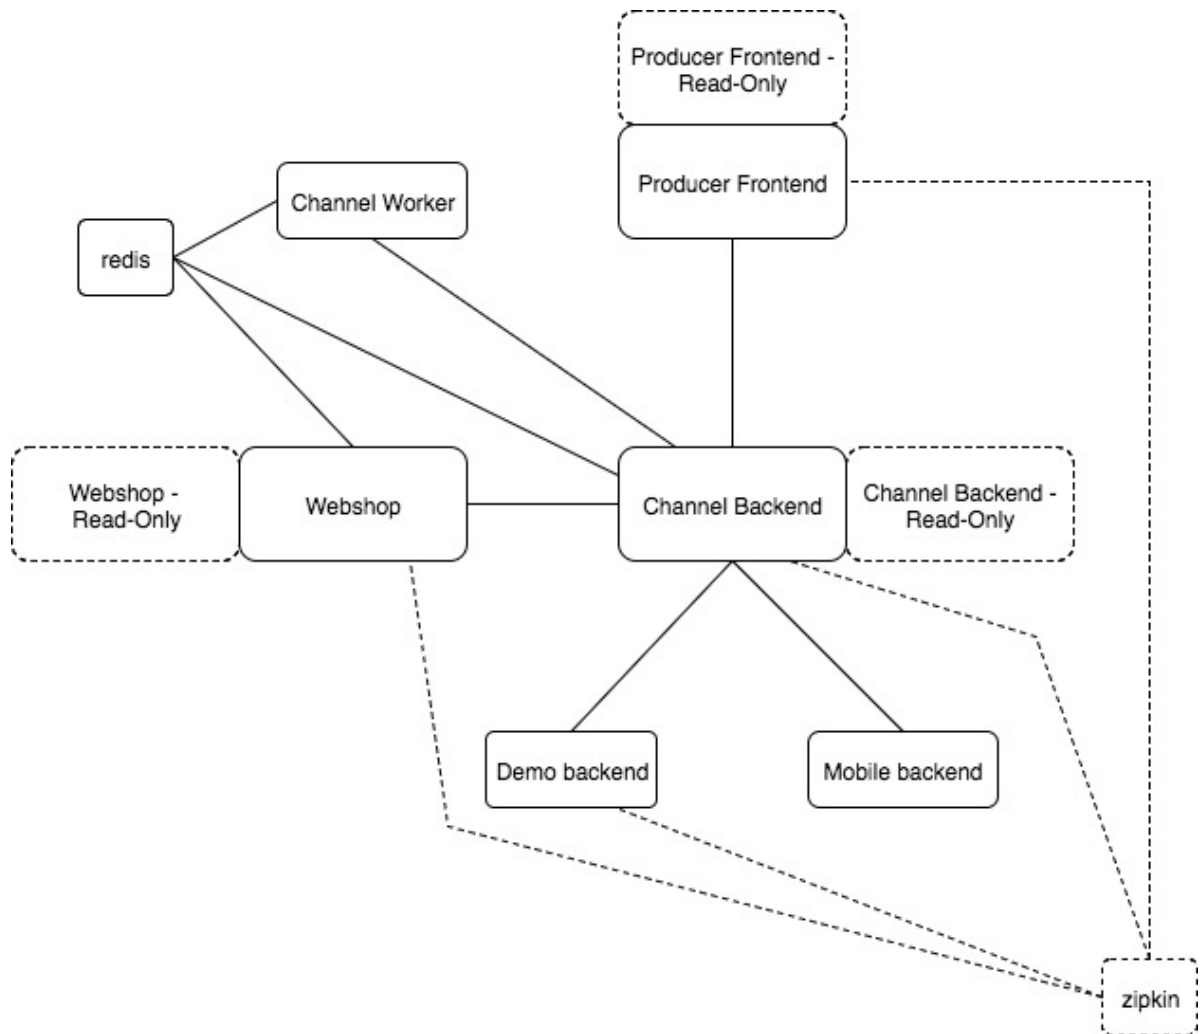 Producer Frontend -
Read-Only
Producer Frontend
Channel Worker
redis
Webshop -
Read-Only
Webshop
Channel Backend
Channel Backend -
Read-Only
Demo backend
Mobile backend
zipkin